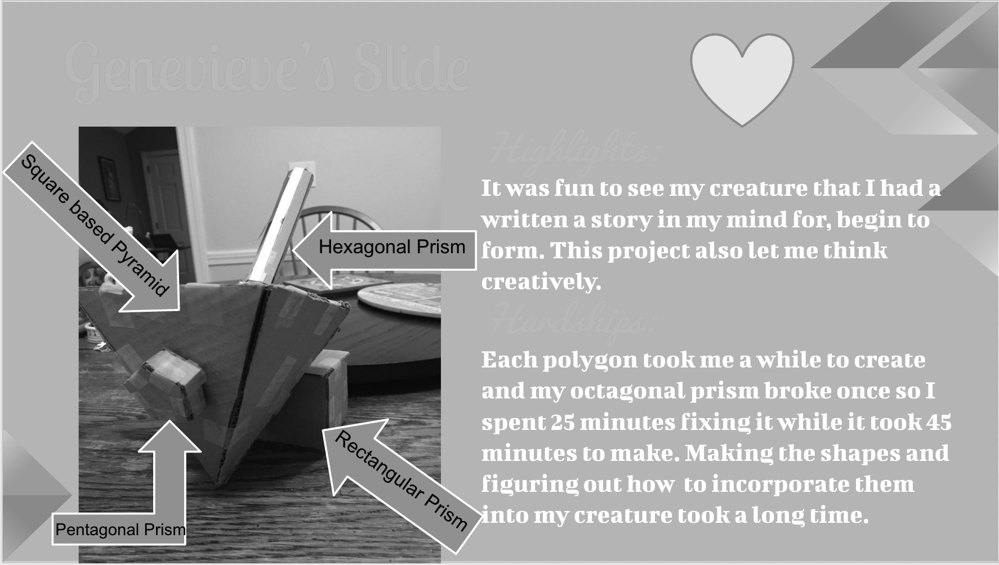 Genevieve's Slide
Square based Pyramid
Hexagonal Prism
Pentagonal Prism
Rectangular Prism
Highlights:
It was fun to see my creature that I had a
written a story in my mind for, begin to
form. This project also let me think
creatively.
Hardships:
Each polygon took me a while to create
and my octagonal prism broke once so I
spent 25 minutes fixing it while it took 45
minutes to make. Making the shapes and
figuring out how  to incorporate them
into my creature took a long time.